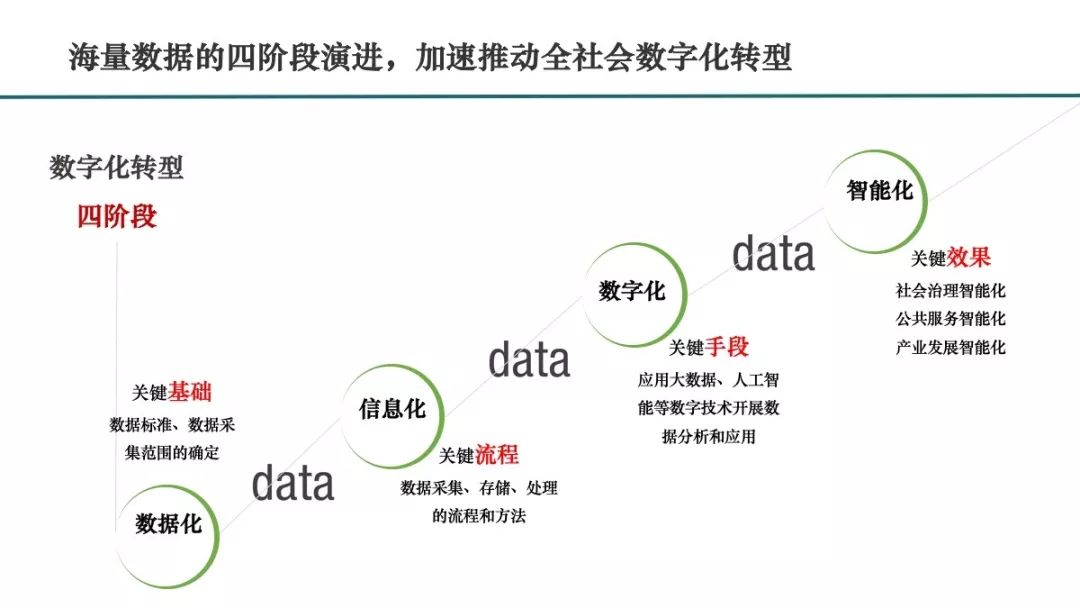 海量数据的四阶段演进，加速推动全社会数字化转型
数字化转型
四阶段
关键基础
数据标准、数据采
集范围的确定
数据化
data
信息化
关键流程
数据采集、存储、处理
的流程和方法
data
数字化
关键手段
应用大数据、人工智
能等数字技术开展数
据分析和应用
data
智能化
关键效果
社会治理智能化
公共服务智能化
产业发展智能化